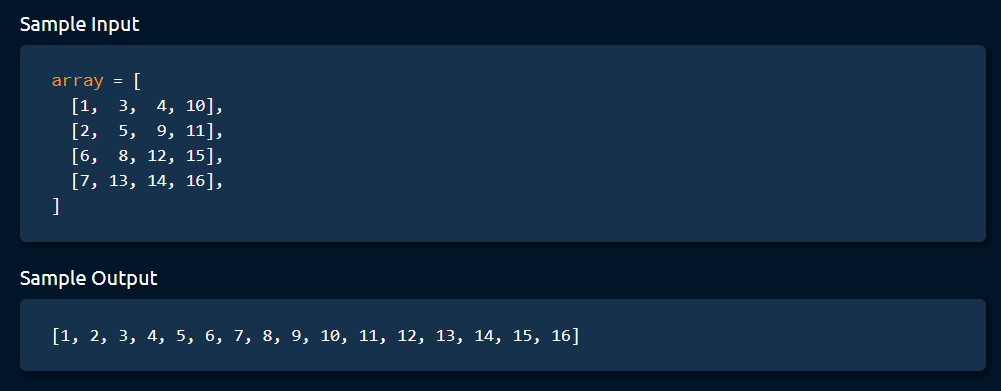 Sample Input
array = [
  [1,  3,  4, 10],
  [2,  5,  9, 11],
  [6,  8, 12, 15],
  [7, 13, 14, 16],
]
Sample Output
[1, 2, 3, 4, 5, 6, 7, 8, 9, 10, 11, 12, 13, 14, 15, 16]